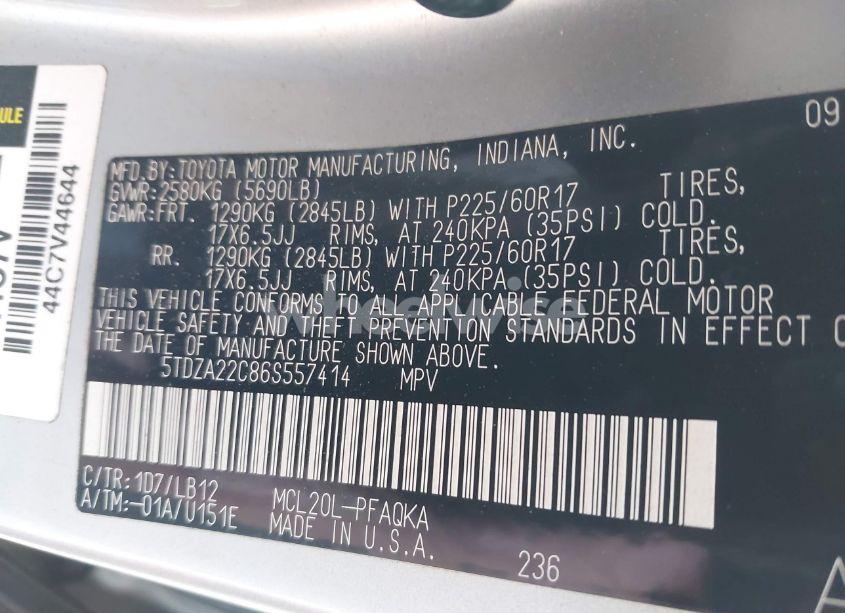 ULE
44C7V44644
09
MFD.BY:TOYOTA MOTOR MANUFACTURING, INDIANA, INC.
GVWR:2580KG (5690LB)
GAWR:FRT. 1290KG (2845LB) WITH P225/60R17 TIRES,
17X6.5JJ RIMS, AT 240KPA (35PSI) COLD.
RR. 1290KG (2845LB) WITH P225/60R17 TIRES,
17X6.5JJ RIMS, AT 240KPA (35PSI) COLD.
THIS VEHICLE CONFORMS TO ALL APPLICABLE FEDERAL MOTOR
VEHICLE SAFETY AND THEFT PREVENTION STANDARDS IN EFFECT O
THE DATE OF MANUFACTURE SHOWN ABOVE.
5TDZA22C86S557414 MPV
C/TR:1D7/LB12
A/TM:-01A/U151E
MCL20L-PFAQKA
MADE IN U.S.A.
236
A
wheelwise